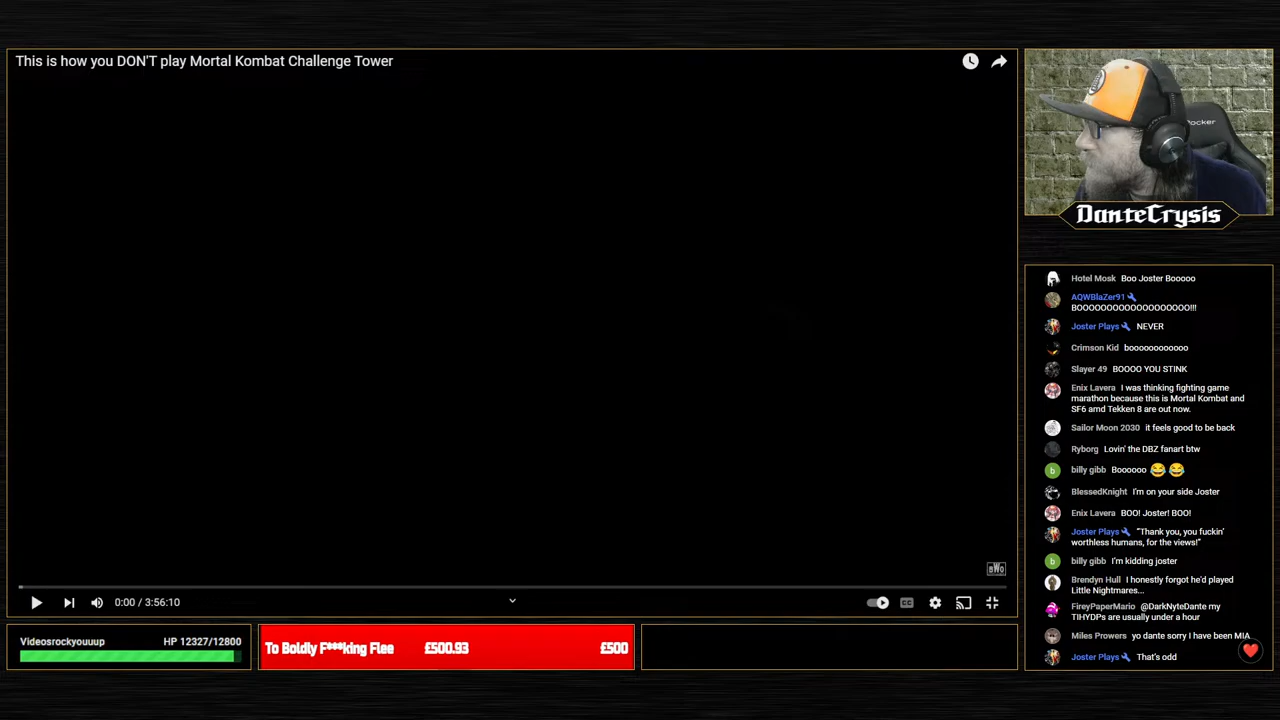 This is how you DON'T play Mortal Kombat Challenge Tower
DanteCrysis
Hotel Mosk Boo Joster Booooo
AQWBlaZer91
BOOOOOOOOOOOOOOOOOOO!!!
Joster Plays NEVER
Crimson Kid boooooooooooo
Slayer 49 BOOOO YOU STINK
Enix Lavera I was thinking fighting game
marathon because this is Mortal Kombat and
SF6 amd Tekken 8 are out now.
Sailor Moon 2030 it feels good to be back
Ryborg Lovin' the DBZ fanart btw
b billy gibb Boooooo 😂 😂
BlessedKnight I'm on your side Joster
Enix Lavera BOO! Joster! BOO!
Joster Plays "Thank you, you fuckin'
worthless humans, for the views!"
b billy gibb I'm kidding joster
Brendyn Hull I honestly forgot he'd played
Little Nightmares...
FireyPaperMario @DarkNyteDante my
TIHYDPs are usually under a hour
Miles Prowers yo dante sorry I have been MIA
Joster Plays That's odd
BWO
0:00 / 3:56:10
CC
Videosrockyouuup HP 12327/12800
To Boldly F***king Flee £500.93 £500